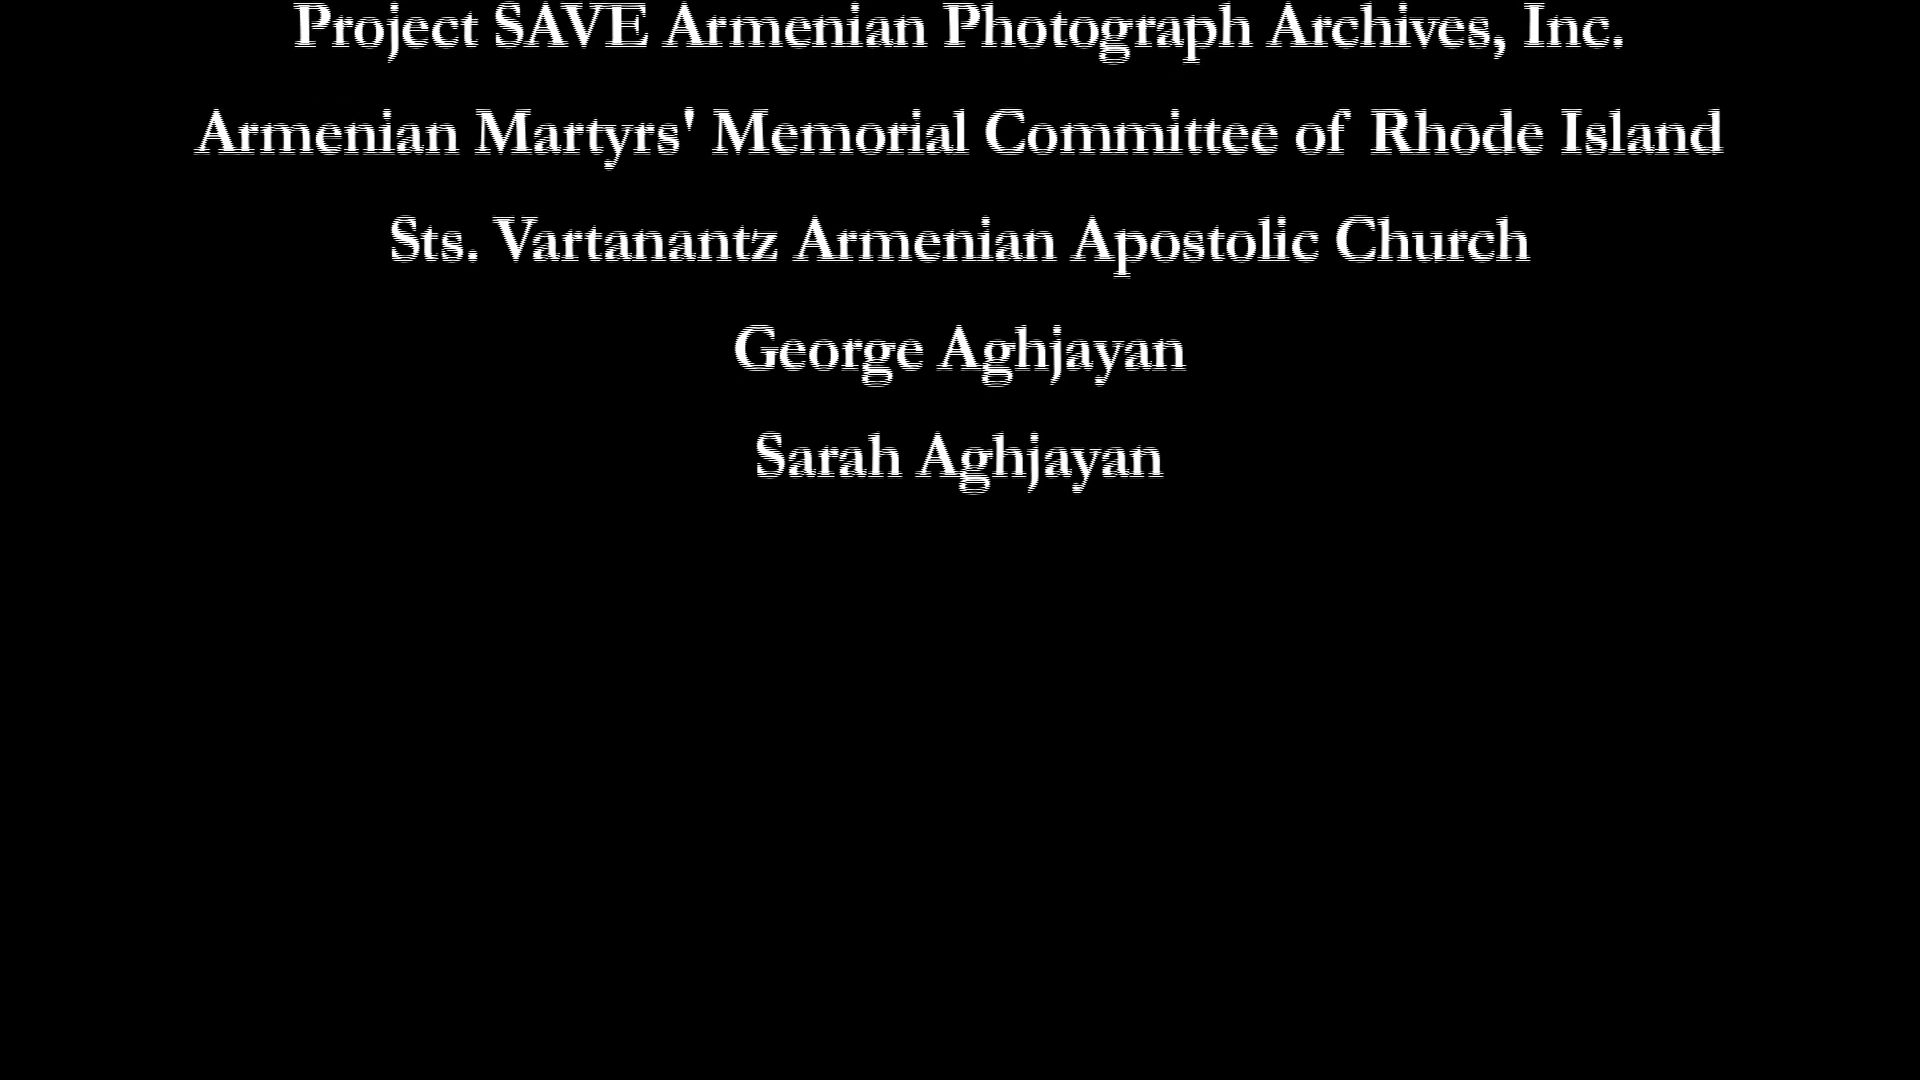 Project SAVE Armenian Photograph Archives, Inc.
Armenian Martyrs' Memorial Committee of Rhode Island
Sts. Vartanantz Armenian Apostolic Church
George Aghjayan
Sarah Aghjayan